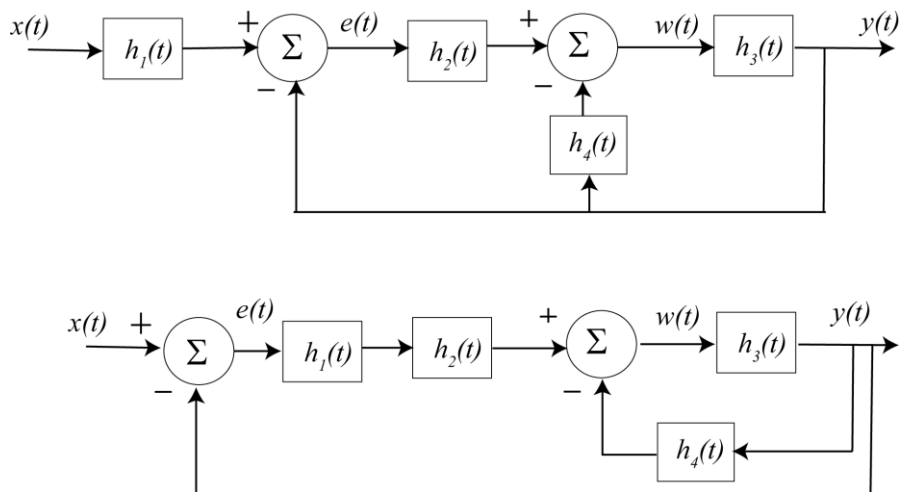 x(t) h₁(t) + Σ e(t) h₂(t) + Σ w(t) h₃(t) y(t)
− −
h₄(t)
x(t) + Σ e(t) h₁(t) h₂(t) + Σ w(t) h₃(t) y(t)
− −
h₄(t)